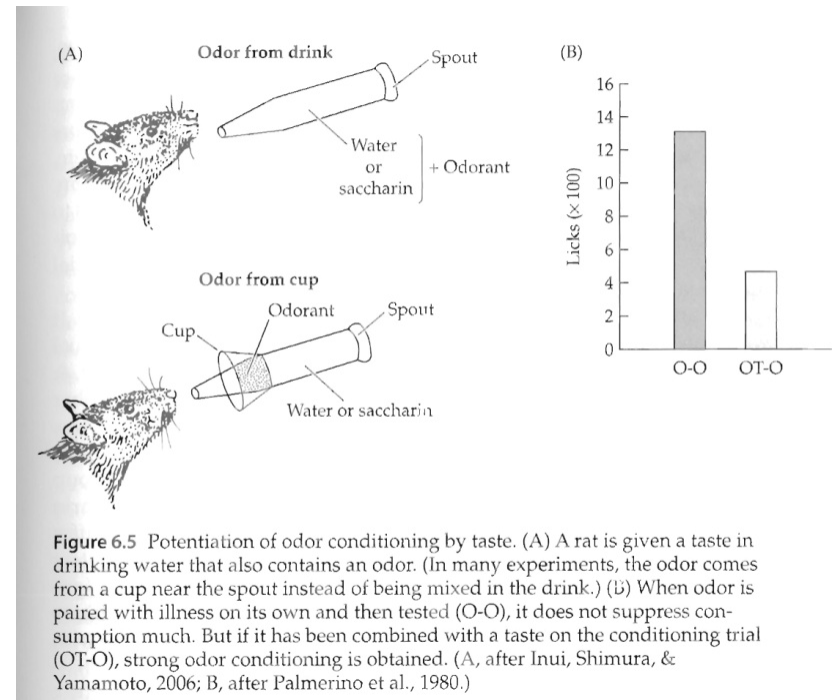 (A)
Odor from drink
Spout
Water
or
saccharin
+ Odorant
Odor from cup
Odorant
Spout
Cup
Water or saccharin
(B)
Licks (× 100)
16
14
12
10
8
6
4
2
0
O-O OT-O
Figure 6.5 Potentiation of odor conditioning by taste. (A) A rat is given a taste in
drinking water that also contains an odor. (In many experiments, the odor comes
from a cup near the spout instead of being mixed in the drink.) (B) When odor is
paired with illness on its own and then tested (O-O), it does not suppress con-
sumption much. But if it has been combined with a taste on the conditioning trial
(OT-O), strong odor conditioning is obtained. (A, after Inui, Shimura, &
Yamamoto, 2006; B, after Palmerino et al., 1980.)